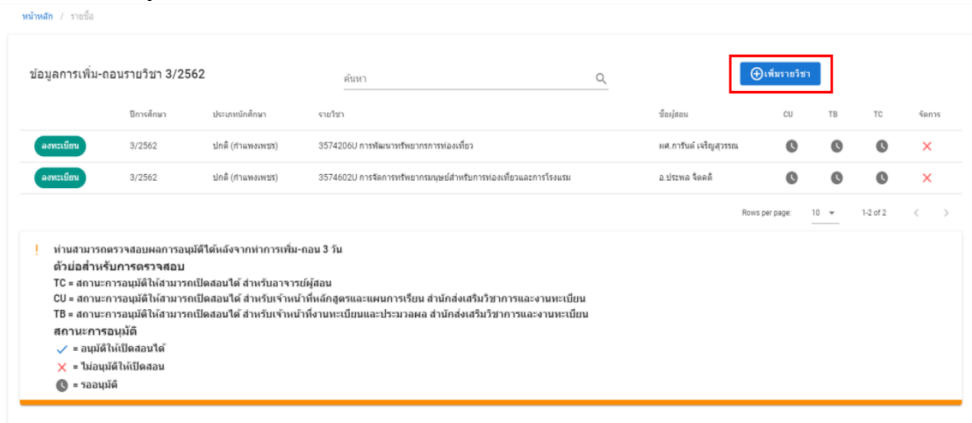 หน้าหลัก / รายชื่อ
ข้อมูลการเพิ่ม-ถอนรายวิชา 3/2562 ค้นหา เพิ่มรายวิชา
ปีการศึกษา ประเภทนักศึกษา รายวิชา ชื่อผู้สอน CU TB TC จัดการ
ลงทะเบียน 3/2562 ปกติ (กำแพงเพชร) 3574206U การพัฒนาทรัพยากรการท่องเที่ยว ผศ.การันต์ เจริญสุวรรณ
ลงทะเบียน 3/2562 ปกติ (กำแพงเพชร) 3574602U การจัดการทรัพยากรมนุษย์สำหรับการท่องเที่ยวและการโรงแรม อ.ประพล จิตคติ
Rows per page: 10 1-2 of 2
! ท่านสามารถตรวจสอบผลการอนุมัติได้หลังจากทำการเพิ่ม-ถอน 3 วัน
ตัวย่อสำหรับการตรวจสอบ
TC = สถานะการอนุมัติให้สามารถเปิดสอนได้ สำหรับอาจารย์ผู้สอน
CU = สถานะการอนุมัติให้สามารถเปิดสอนได้ สำหรับเจ้าหน้าที่หลักสูตรและแผนการเรียน สำนักส่งเสริมวิชาการและงานทะเบียน
TB = สถานะการอนุมัติให้สามารถเปิดสอนได้ สำหรับเจ้าหน้าที่งานทะเบียนและประมวลผล สำนักส่งเสริมวิชาการและงานทะเบียน
สถานะการอนุมัติ
= อนุมัติให้เปิดสอนได้
= ไม่อนุมัติให้เปิดสอน
= รออนุมัติ